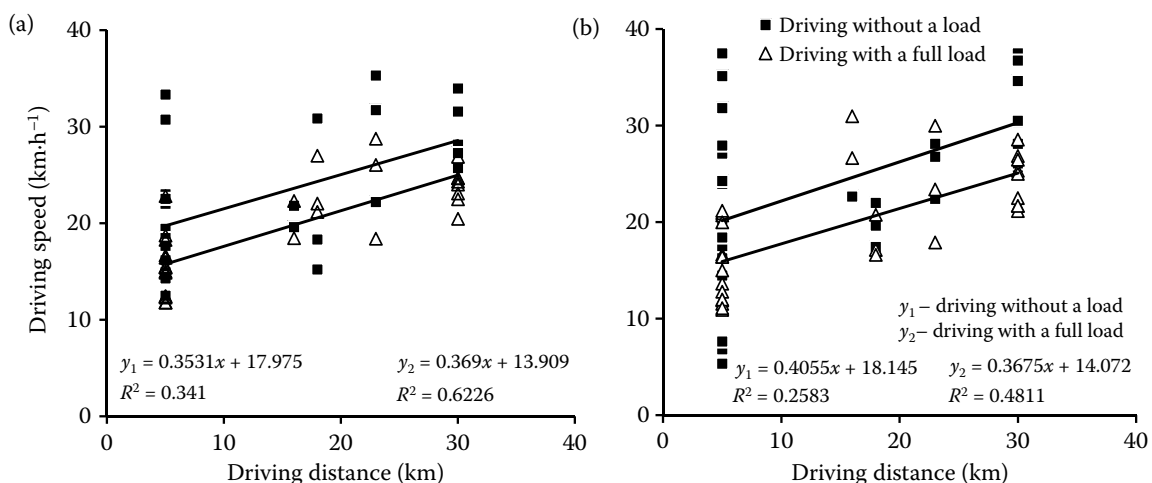 (a)
40
30
20
10
0
Driving speed (km·h⁻¹)
y₁ = 0.3531x + 17.975
R² = 0.341
y₂ = 0.369x + 13.909
R² = 0.6226
0 10 20 30 40
Driving distance (km)
(b)
40
30
20
10
0
Driving without a load
Driving with a full load
y₁ – driving without a load
y₂– driving with a full load
y₁ = 0.4055x + 18.145
R² = 0.2583
y₂ = 0.3675x + 14.072
R² = 0.4811
0 10 20 30 40
Driving distance (km)